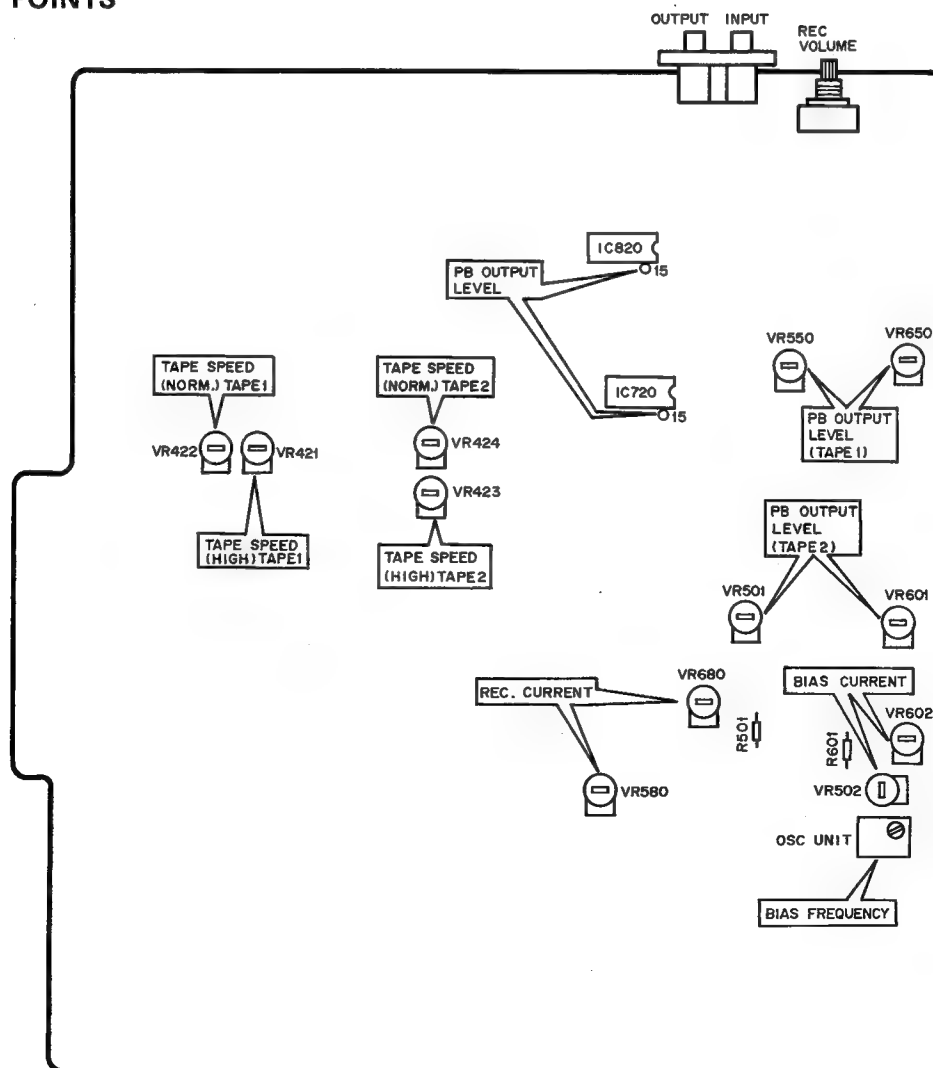 POINTS
OUTPUT INPUT
REC
VOLUME
IC820
15
PB OUTPUT
LEVEL
IC720
15
VR550
VR650
PB OUTPUT
LEVEL
(TAPE1)
TAPE SPEED
(NORM.) TAPE1
TAPE SPEED
(NORM.) TAPE2
VR422
VR421
VR424
VR423
TAPE SPEED
(HIGH) TAPE1
TAPE SPEED
(HIGH) TAPE2
PB OUTPUT
LEVEL
(TAPE2)
VR501
VR601
REC. CURRENT
VR680
R501
BIAS CURRENT
VR602
R601
VR580
VR502
OSC UNIT
BIAS FREQUENCY